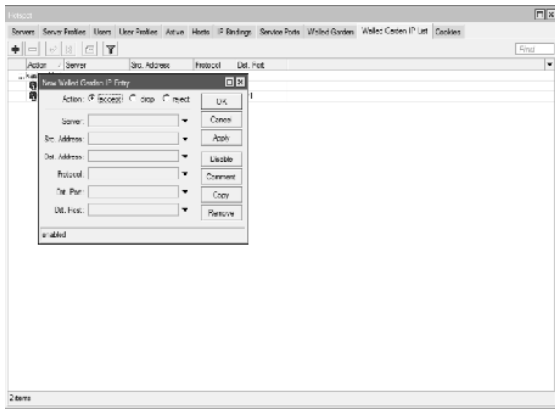 Hotspot
Servers Server Profiles Users User Profiles Active Hosts IP Bindings Service Ports Walled Garden Walled Garden IP List Cookies
Find
Action Server Src. Address Protocol Dst. Port
New Walled Garden IP Entry
Action: accept drop reject
OK
Server:
Cancel
Src. Address:
Apply
Dst. Address:
Disable
Protocol:
Comment
Dst. Port:
Copy
Dst. Host:
Remove
enabled
2 items